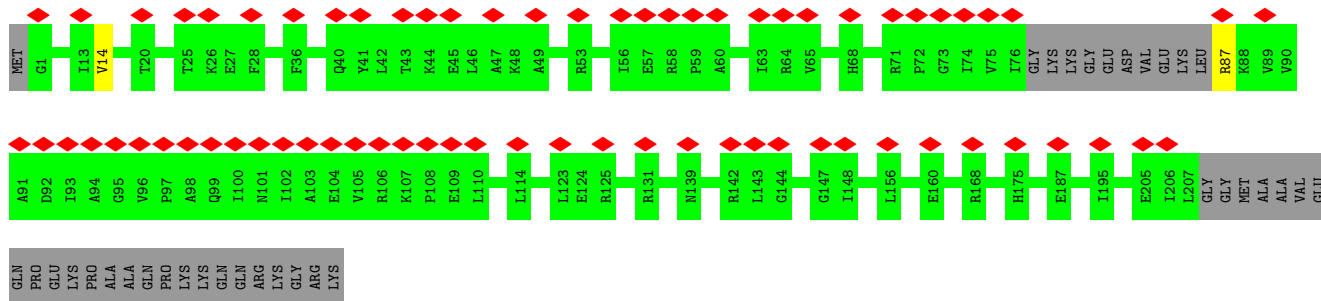 MET G1 I13 V14 T20 T25 K26 E27 F28 F36 Q40 Y41 L42 T43 K44 E45 L46 A47 K48 A49 R53 I56 E57 R58 P59 A60 I63 R64 V65 H68 R71 P72 G73 I74 V75 I76 GLY LYS LYS GLY GLU ASP VAL GLU LYS LEU R87 K88 V89 V90
A91 D92 I93 A94 G95 V96 P97 A98 Q99 I100 N101 I102 A103 E104 V105 R106 K107 P108 E109 L110 L114 L123 E124 R125 R131 N139 R142 L143 G144 G147 I148 L156 E160 R168 H175 E187 I195 E205 I206 L207 GLY GLY MET ALA ALA VAL GLU
GLN PRO GLU LYS PRO ALA ALA GLN PRO LYS LYS GLN GLN ARG LYS GLY ARG LYS